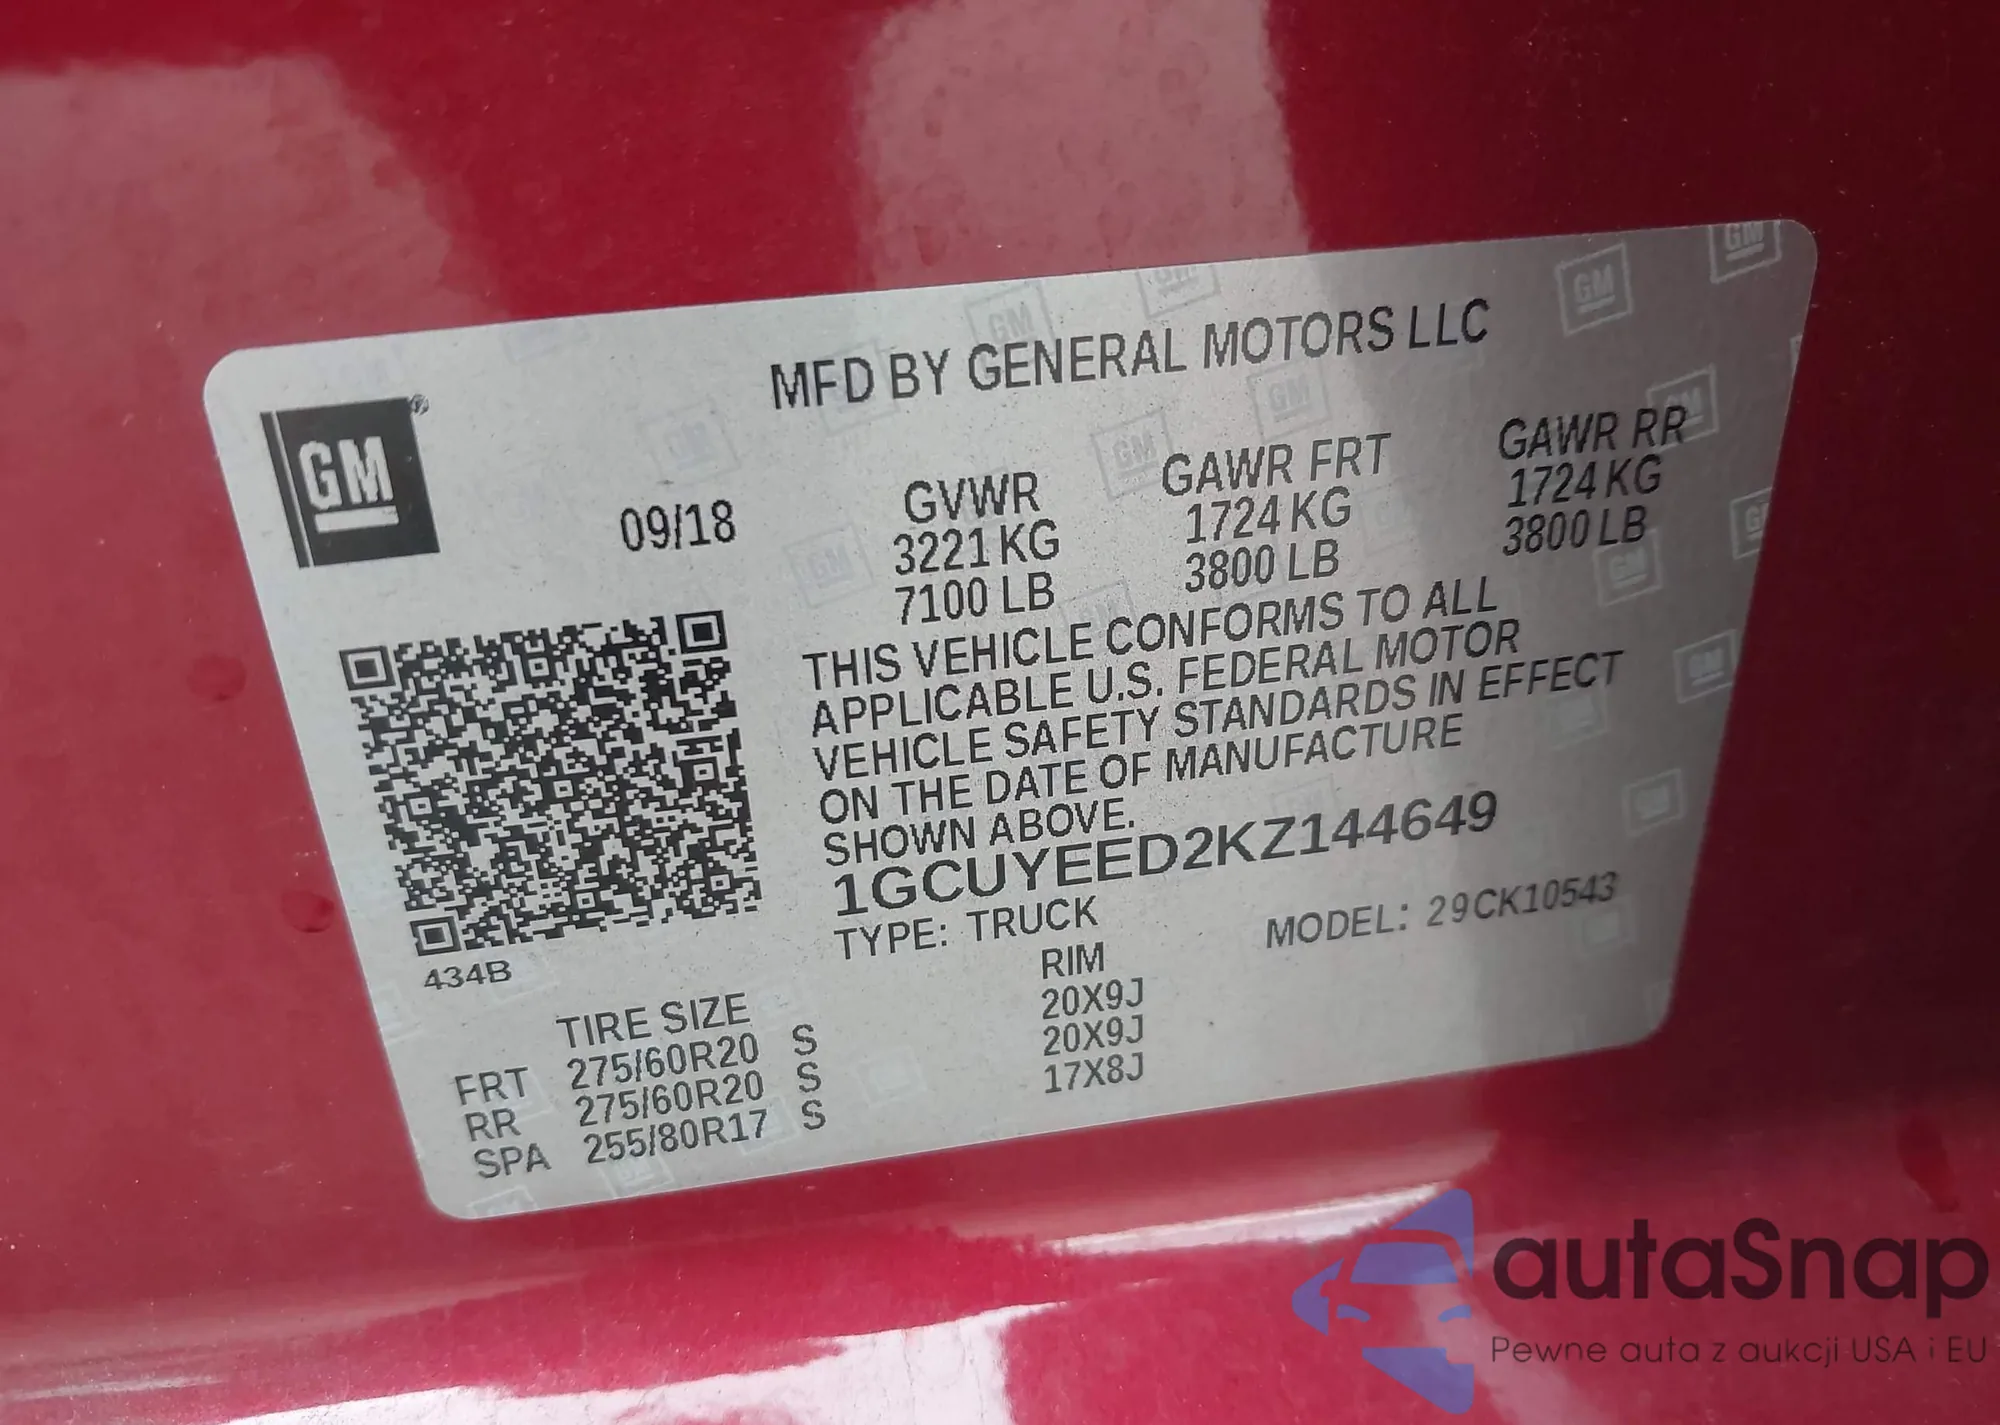 MFD BY GENERAL MOTORS LLC
GM
®
09/18
GVWR GAWR FRT GAWR RR
3221 KG 1724 KG 1724 KG
7100 LB 3800 LB 3800 LB
THIS VEHICLE CONFORMS TO ALL
APPLICABLE U.S. FEDERAL MOTOR
VEHICLE SAFETY STANDARDS IN EFFECT
ON THE DATE OF MANUFACTURE
SHOWN ABOVE.
1GCUYEED2KZ144649
TYPE: TRUCK MODEL: 29CK10543
434B
TIRE SIZE RIM
FRT 275/60R20 S 20X9J
RR 275/60R20 S 20X9J
SPA 255/80R17 S 17X8J
autaSnap
Pewne auta z aukcji USA i EU